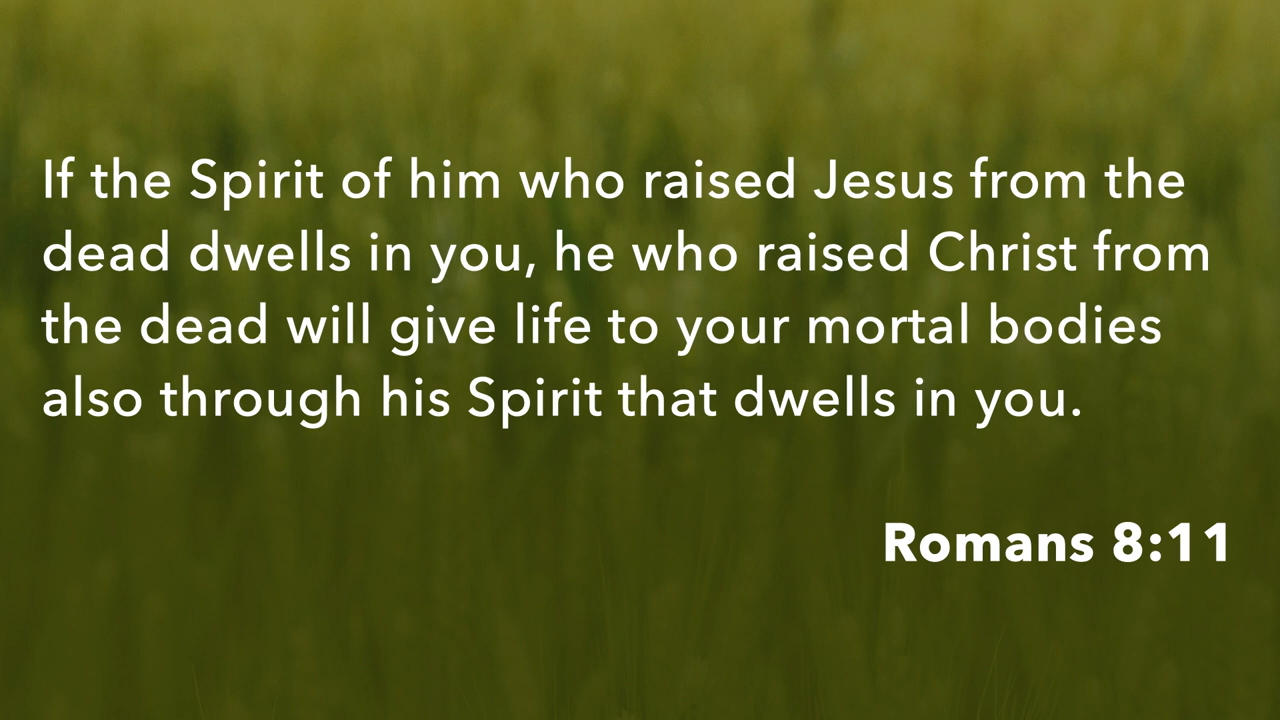 If the Spirit of him who raised Jesus from the
dead dwells in you, he who raised Christ from
the dead will give life to your mortal bodies
also through his Spirit that dwells in you.
Romans 8:11